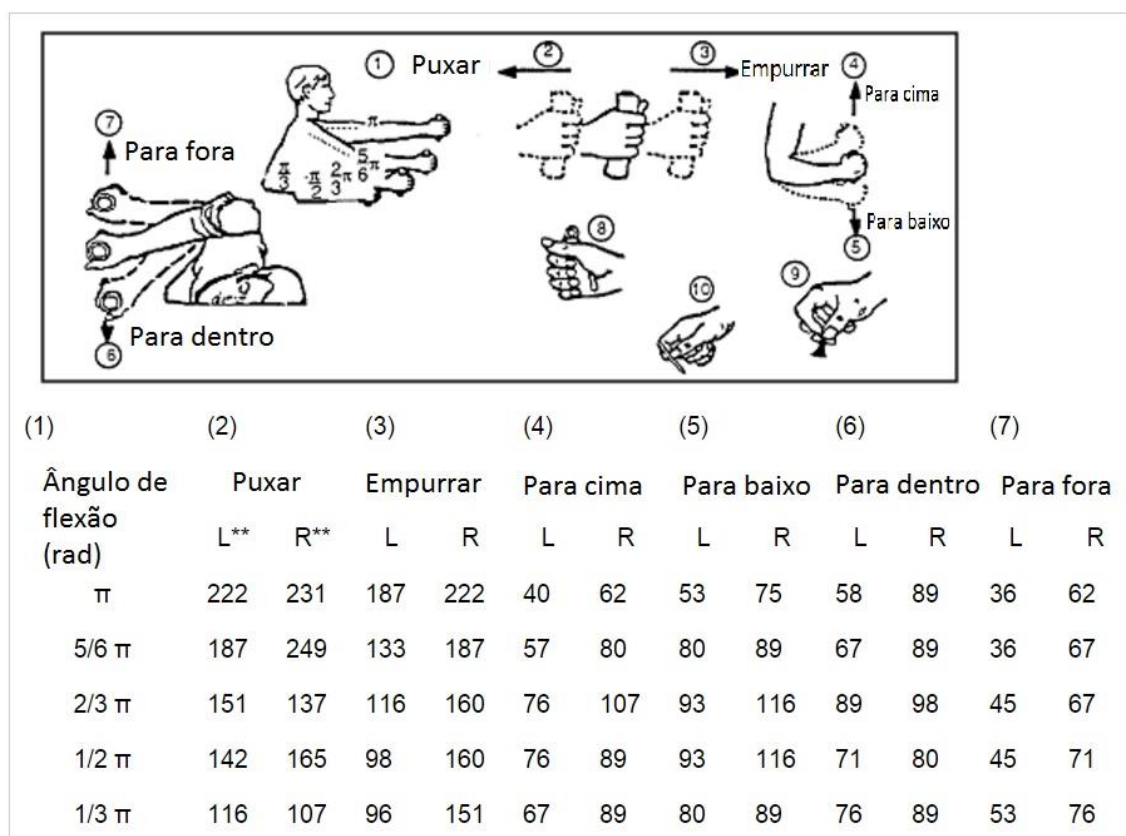 ① Puxar ② ③ Empurrar ④
Para cima
⑦
Para fora
π
5/6 π
2/3 π
π/2
π/3
Para baixo
⑤
⑧
⑨
⑩
Para dentro
⑥
(1) (2) (3) (4) (5) (6) (7)
Ângulo de flexão (rad) Puxar Empurrar Para cima Para baixo Para dentro Para fora
L** R** L R L R L R L R L R
π 222 231 187 222 40 62 53 75 58 89 36 62
5/6 π 187 249 133 187 57 80 80 89 67 89 36 67
2/3 π 151 137 116 160 76 107 93 116 89 98 45 67
1/2 π 142 165 98 160 76 89 93 116 71 80 45 71
1/3 π 116 107 96 151 67 89 80 89 76 89 53 76